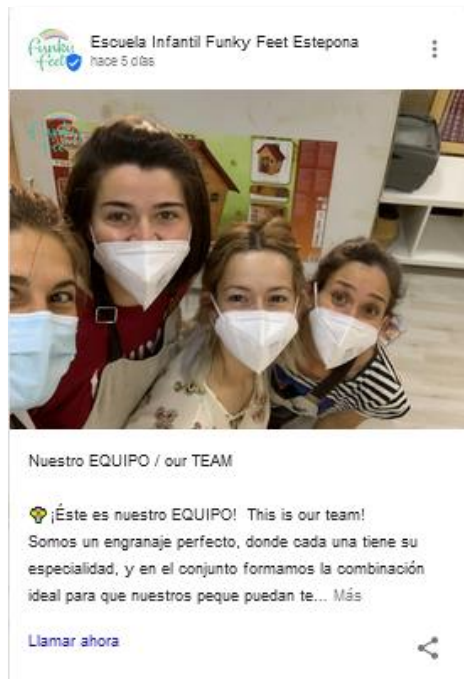 Funky
Feet
Escuela Infantil Funky Feet Estepona
hace 5 días
Funky
Feet
Nuestro EQUIPO / our TEAM
¡Éste es nuestro EQUIPO! This is our team!
Somos un engranaje perfecto, donde cada una tiene su
especialidad, y en el conjunto formamos la combinación
ideal para que nuestros peque puedan te... Más
Llamar ahora